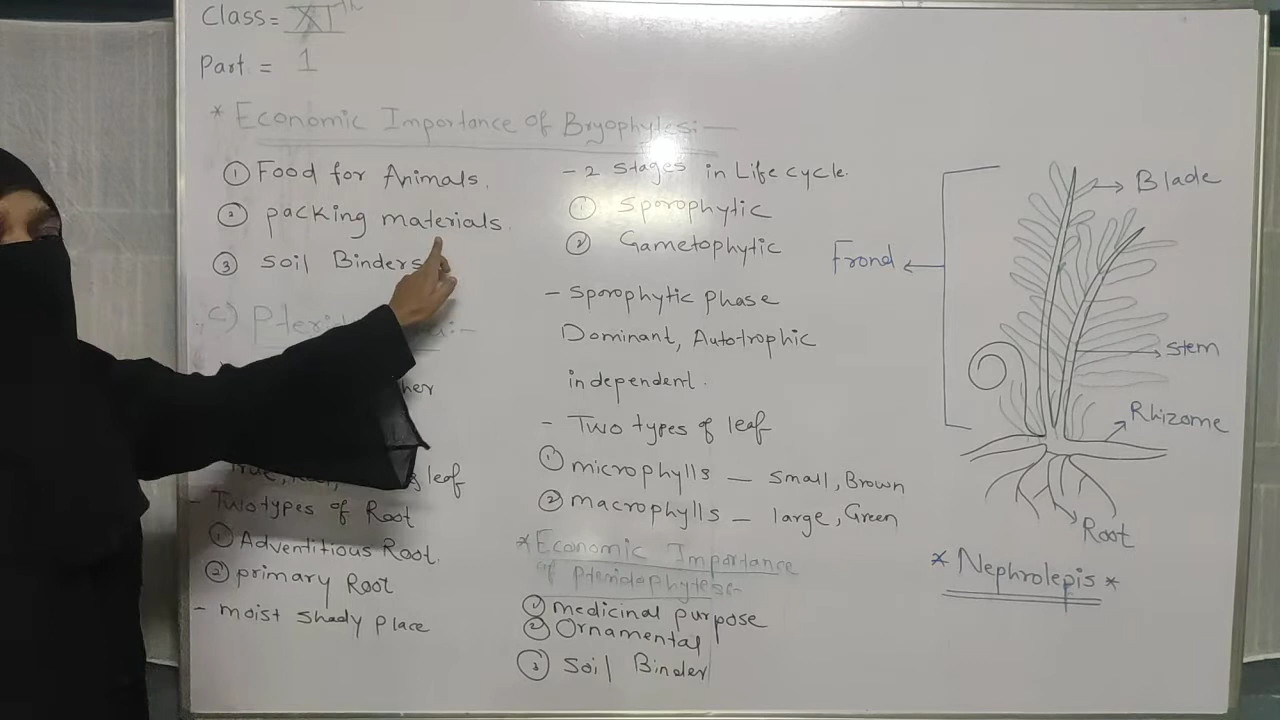 Class = XI th
Part = 1
* Economic Importance of Bryophytes:—
① Food for Animals.
② packing materials.
③ soil Binders
C)
leaf
- Two types of Root
① Adventitious Root.
② primary Root
- moist shady place
- 2 stages in Life cycle.
① Sporophytic
② Gametophytic
- sporophytic phase
Dominant, Autotrophic
independent.
- Two types of leaf
① microphylls — small, Brown
② macrophylls — large, Green
* Economic Importance
of Pteridophytes:-
① medicinal purpose
② Ornamental
③ Soil Binder
Blade
Frond
stem
Rhizome
Root
* Nephrolepis *